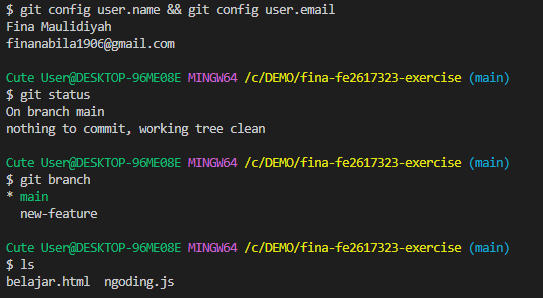 $ git config user.name && git config user.email
Fina Maulidiyah
finanabila1906@gmail.com
Cute User@DESKTOP-96ME08E MINGW64 /c/DEMO/fina-fe2617323-exercise (main)
$ git status
On branch main
nothing to commit, working tree clean
Cute User@DESKTOP-96ME08E MINGW64 /c/DEMO/fina-fe2617323-exercise (main)
$ git branch
* main
  new-feature
Cute User@DESKTOP-96ME08E MINGW64 /c/DEMO/fina-fe2617323-exercise (main)
$ ls
belajar.html  ngoding.js